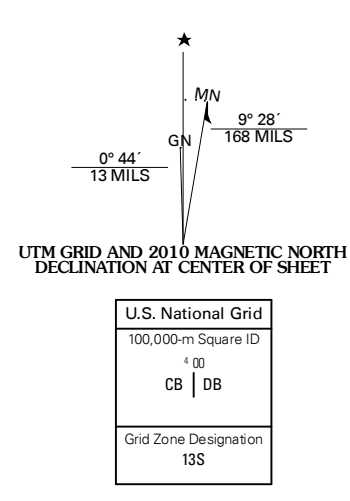 ★
MN
GN
9° 28´
168 MILS
0° 44´
13 MILS
UTM GRID AND 2010 MAGNETIC NORTH
DECLINATION AT CENTER OF SHEET
U.S. National Grid
100,000-m Square ID
4 00
CB DB
Grid Zone Designation
13S